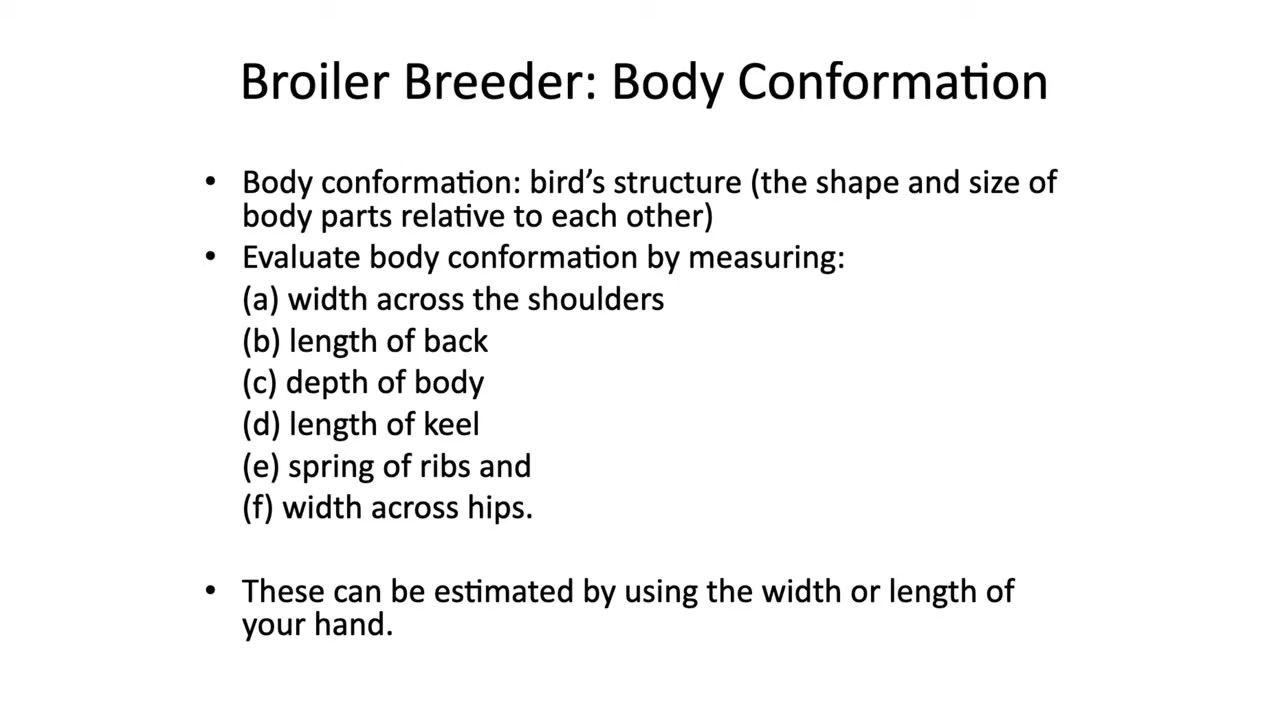 Broiler Breeder: Body Conformation
• Body conformation: bird’s structure (the shape and size of
body parts relative to each other)
• Evaluate body conformation by measuring:
(a) width across the shoulders
(b) length of back
(c) depth of body
(d) length of keel
(e) spring of ribs and
(f) width across hips.
• These can be estimated by using the width or length of
your hand.